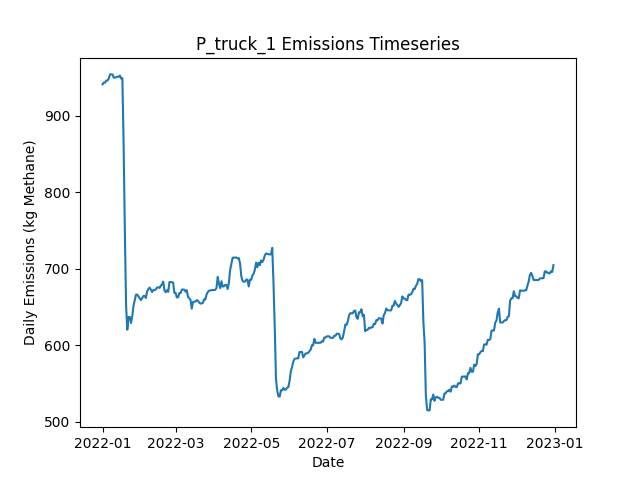 P_truck_1 Emissions Timeseries
Daily Emissions (kg Methane)
900
800
700
600
500
2022-01 2022-03 2022-05 2022-07 2022-09 2022-11 2023-01
Date